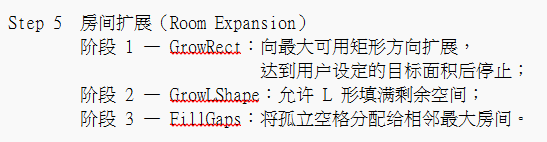 Step 5 房间扩展（Room Expansion）
阶段 1 — GrowRect：向最大可用矩形方向扩展，
达到用户设定的目标面积后停止；
阶段 2 — GrowLShape：允许 L 形填满剩余空间；
阶段 3 — FillGaps：将孤立空格分配给相邻最大房间。